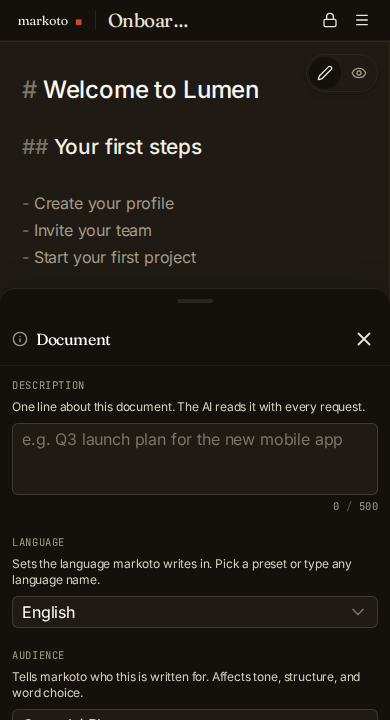 markoto
Onboar...
# Welcome to Lumen
## Your first steps
- Create your profile
- Invite your team
- Start your first project
Document
DESCRIPTION
One line about this document. The AI reads it with every request.
e.g. Q3 launch plan for the new mobile app
0 / 500
LANGUAGE
Sets the language markoto writes in. Pick a preset or type any
language name.
English
AUDIENCE
Tells markoto who this is written for. Affects tone, structure, and
word choice.